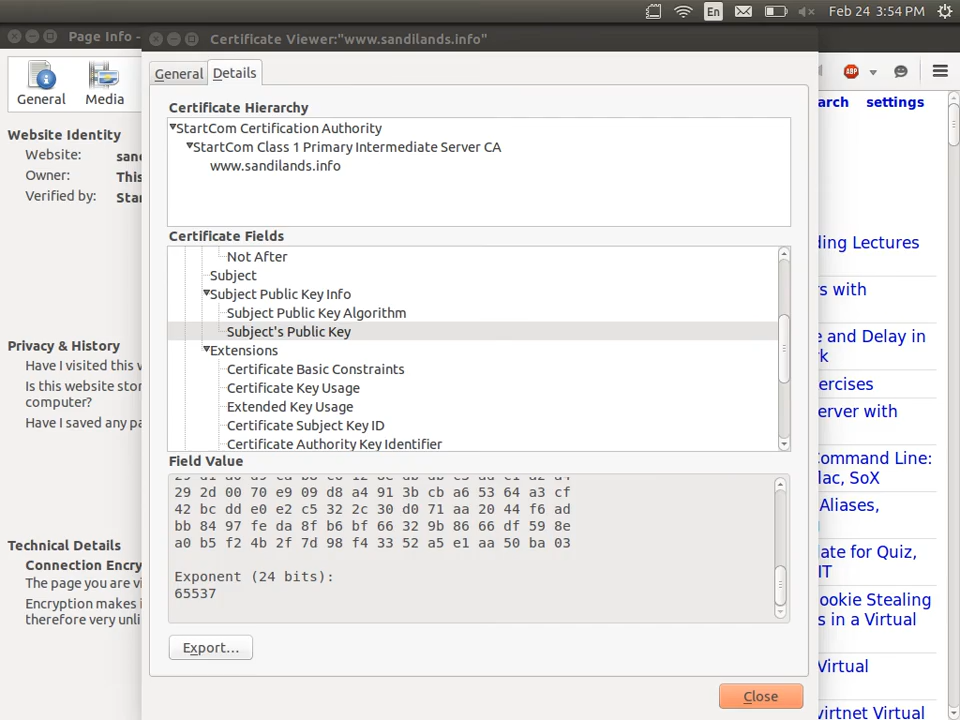 En
Feb 24 3:54 PM
Page Info -
Certificate Viewer:"www.sandilands.info"
General
Media
General
Details
ABP
arch settings
Website Identity
Website: san
Owner: This
Verified by: Star
Certificate Hierarchy
StartCom Certification Authority
StartCom Class 1 Primary Intermediate Server CA
www.sandilands.info
Certificate Fields
Not After
Subject
Subject Public Key Info
Subject Public Key Algorithm
Subject's Public Key
Extensions
Certificate Basic Constraints
Certificate Key Usage
Extended Key Usage
Certificate Subject Key ID
Certificate Authority Key Identifier
Field Value
29 2d 00 70 e9 09 d8 a4 91 3b cb a6 53 64 a3 cf
42 bc dd e0 e2 c5 32 2c 30 d0 71 aa 20 44 f6 ad
bb 84 97 fe da 8f b6 bf 66 32 9b 86 66 df 59 8e
a0 b5 f2 4b 2f 7d 98 f4 33 52 a5 e1 aa 50 ba 03
Exponent (24 bits):
65537
Export...
Close
Privacy & History
Have I visited this w
Is this website stor
computer?
Have I saved any pa
Technical Details
Connection Encry
The page you are vi
Encryption makes i
therefore very unli
ding Lectures
s with
e and Delay in
rk
ercises
erver with
Command Line:
lac, SoX
Aliases,
ate for Quiz,
IT
ookie Stealing
s in a Virtual
Virtual
virtnet Virtual